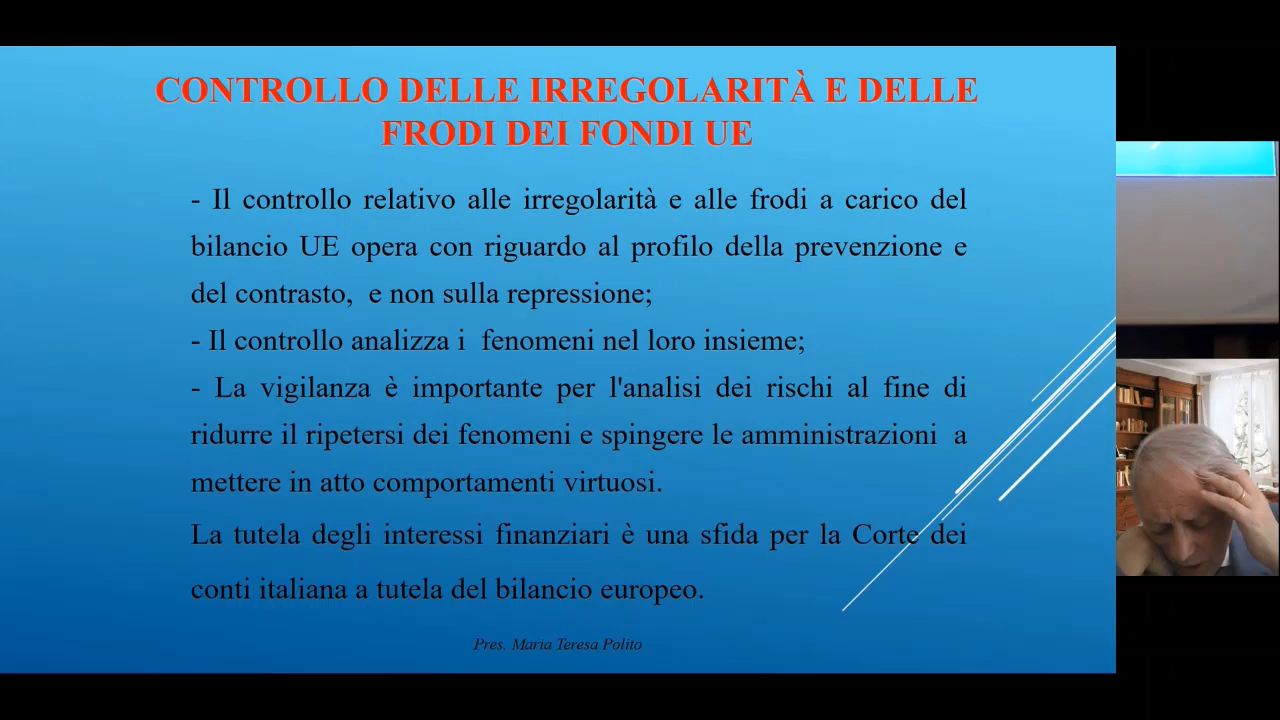 CONTROLLO DELLE IRREGOLARITÀ E DELLE
FRODI DEI FONDI UE
- Il controllo relativo alle irregolarità e alle frodi a carico del
bilancio UE opera con riguardo al profilo della prevenzione e
del contrasto, e non sulla repressione;
- Il controllo analizza i fenomeni nel loro insieme;
- La vigilanza è importante per l'analisi dei rischi al fine di
ridurre il ripetersi dei fenomeni e spingere le amministrazioni a
mettere in atto comportamenti virtuosi.
La tutela degli interessi finanziari è una sfida per la Corte dei
conti italiana a tutela del bilancio europeo.
Pres. Maria Teresa Polito